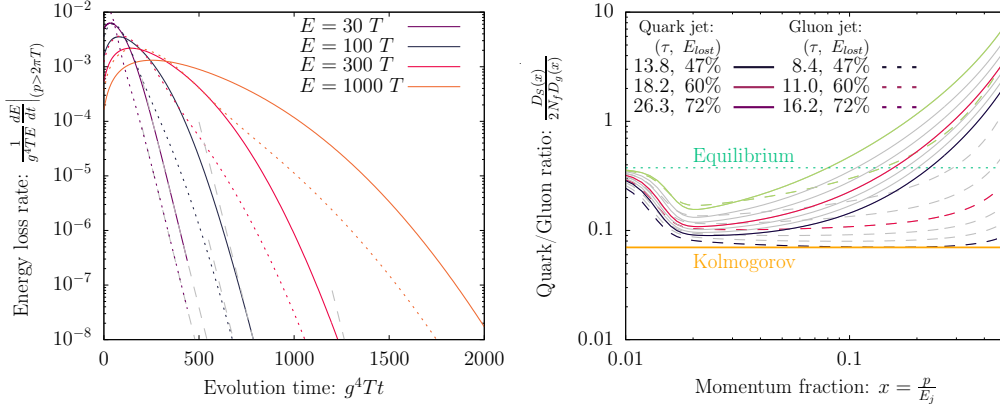 Energy loss rate: 1/(g⁴TE) dE/dt|(p>2πT)
10⁻²
10⁻³
10⁻⁴
10⁻⁵
10⁻⁶
10⁻⁷
10⁻⁸
E = 30 T
E = 100 T
E = 300 T
E = 1000 T
0 500 1000 1500 2000
Evolution time: g⁴Tt
Quark/Gluon ratio: D_S(x)/(2N_f D_g(x))
10
1
0.1
0.01
Quark jet: Gluon jet:
(τ, E_lost) (τ, E_lost)
13.8, 47% 8.4, 47%
18.2, 60% 11.0, 60%
26.3, 72% 16.2, 72%
Equilibrium
Kolmogorov
0.01 0.1
Momentum fraction: x = p/E_j